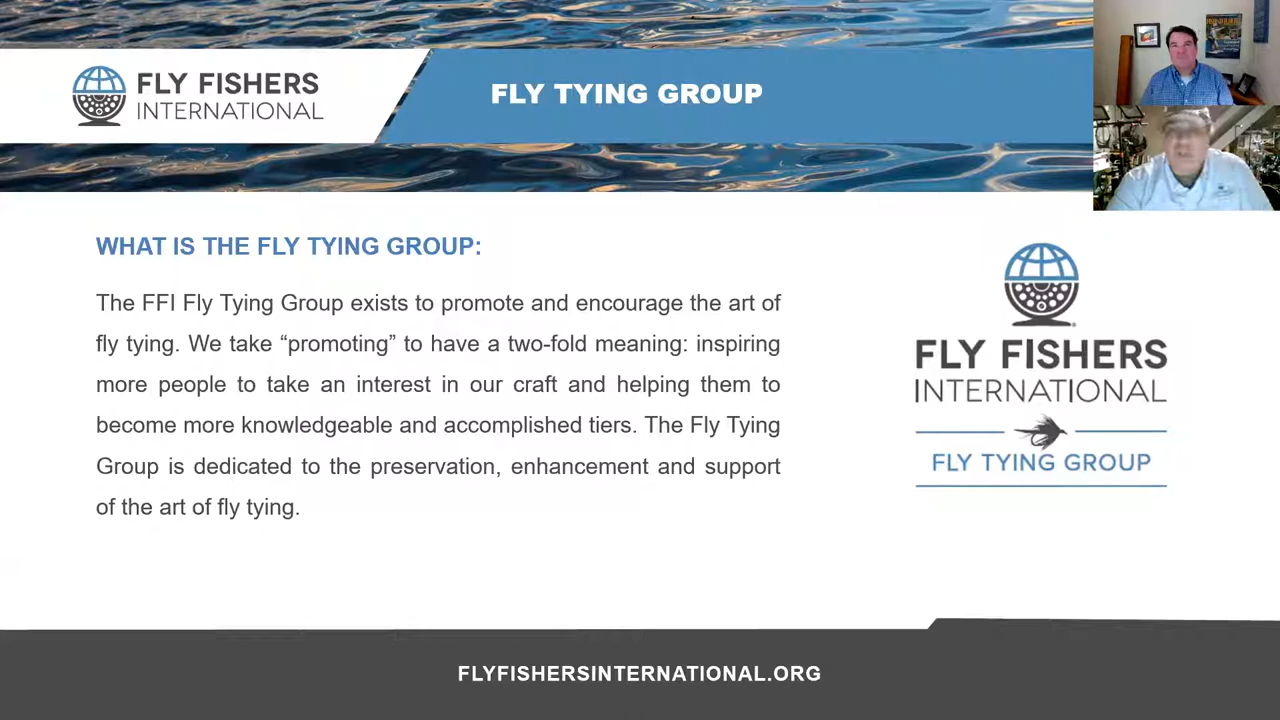 FLY FISHERS
INTERNATIONAL
FLY TYING GROUP
WHAT IS THE FLY TYING GROUP:
The FFI Fly Tying Group exists to promote and encourage the art of
fly tying. We take “promoting” to have a two-fold meaning: inspiring
more people to take an interest in our craft and helping them to
become more knowledgeable and accomplished tiers. The Fly Tying
Group is dedicated to the preservation, enhancement and support
of the art of fly tying.
FLY FISHERS
INTERNATIONAL
FLY TYING GROUP
FLYFISHERSINTERNATIONAL.ORG